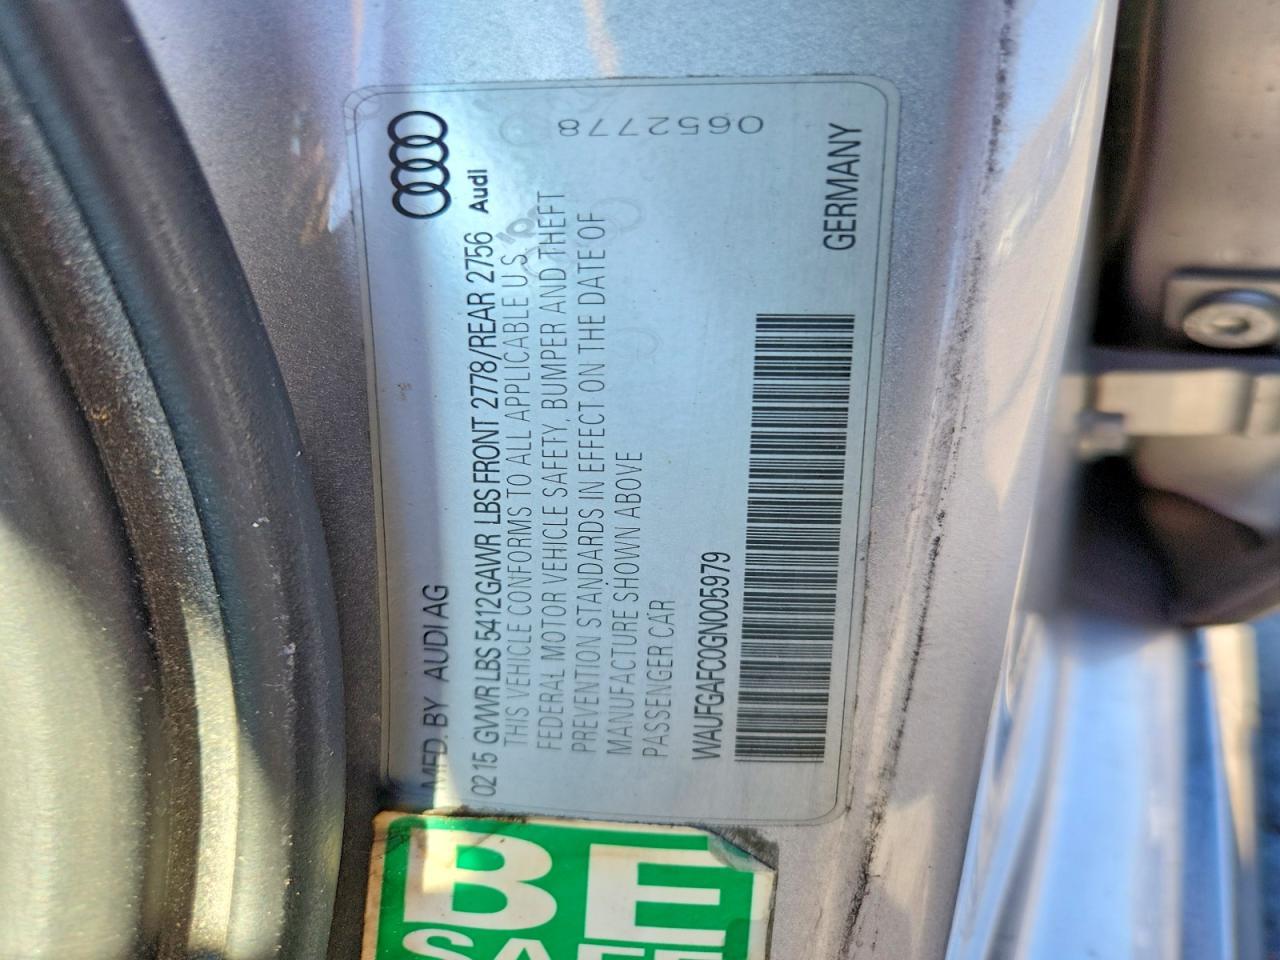 MFD. BY AUDI AG
Audi
02 15 GVWR LBS 5412 GAWR LBS FRONT 2778/REAR 2756
THIS VEHICLE CONFORMS TO ALL APPLICABLE U.S.
FEDERAL MOTOR VEHICLE SAFETY, BUMPER AND THEFT
PREVENTION STANDARDS IN EFFECT ON THE DATE OF
MANUFACTURE SHOWN ABOVE
PASSENGER CAR
WAUFGAFC0GN005979
GERMANY
0652778
BE